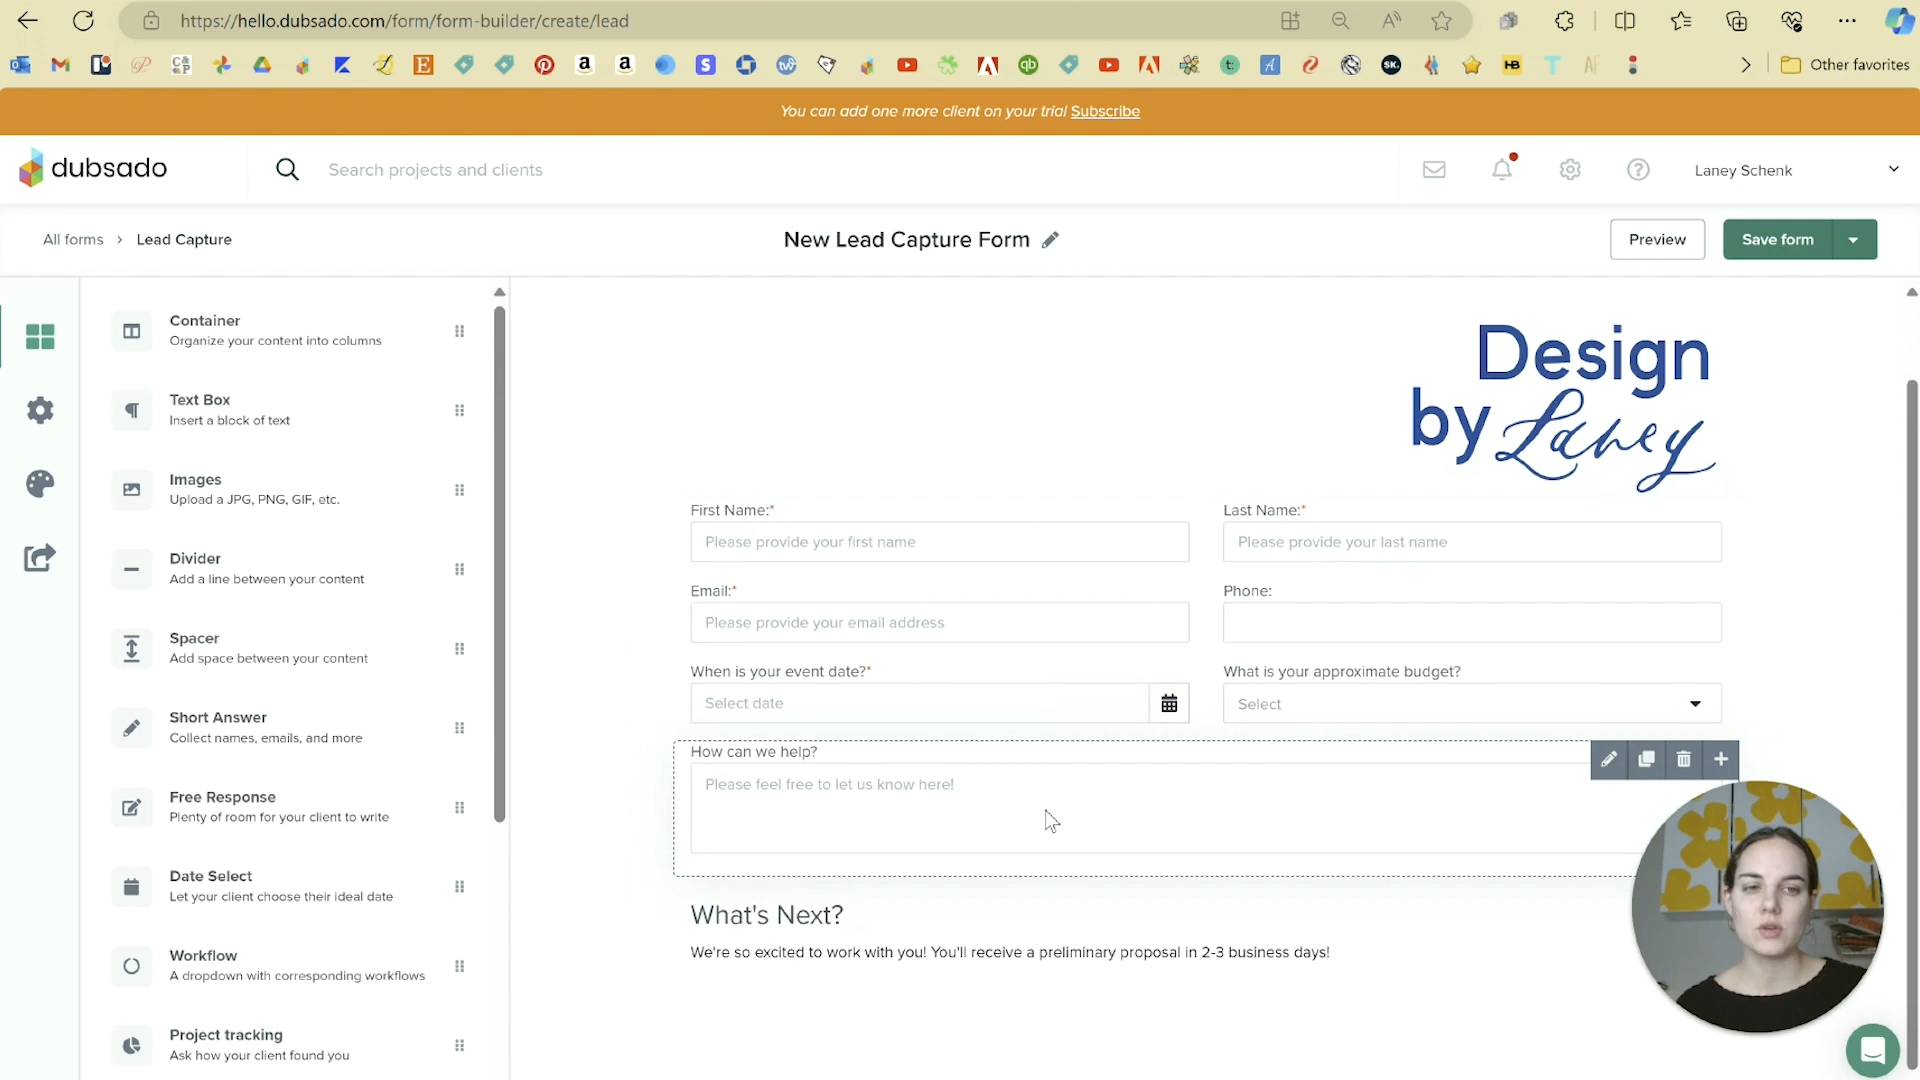 https://hello.dubsado.com/form/form-builder/create/lead
Other favorites
You can add one more client on your trial Subscribe
dubsado
Search projects and clients
Laney Schenk
All forms > Lead Capture
New Lead Capture Form
Preview
Save form
Container
Organize your content into columns
Text Box
Insert a block of text
Images
Upload a JPG, PNG, GIF, etc.
Divider
Add a line between your content
Spacer
Add space between your content
Short Answer
Collect names, emails, and more
Free Response
Plenty of room for your client to write
Date Select
Let your client choose their ideal date
Workflow
A dropdown with corresponding workflows
Project tracking
Ask how your client found you
Design
by Laney
First Name:*
Please provide your first name
Last Name:*
Please provide your last name
Email:*
Please provide your email address
Phone:
When is your event date?*
Select date
What is your approximate budget?
Select
How can we help?
Please feel free to let us know here!
What's Next?
We're so excited to work with you! You'll receive a preliminary proposal in 2-3 business days!